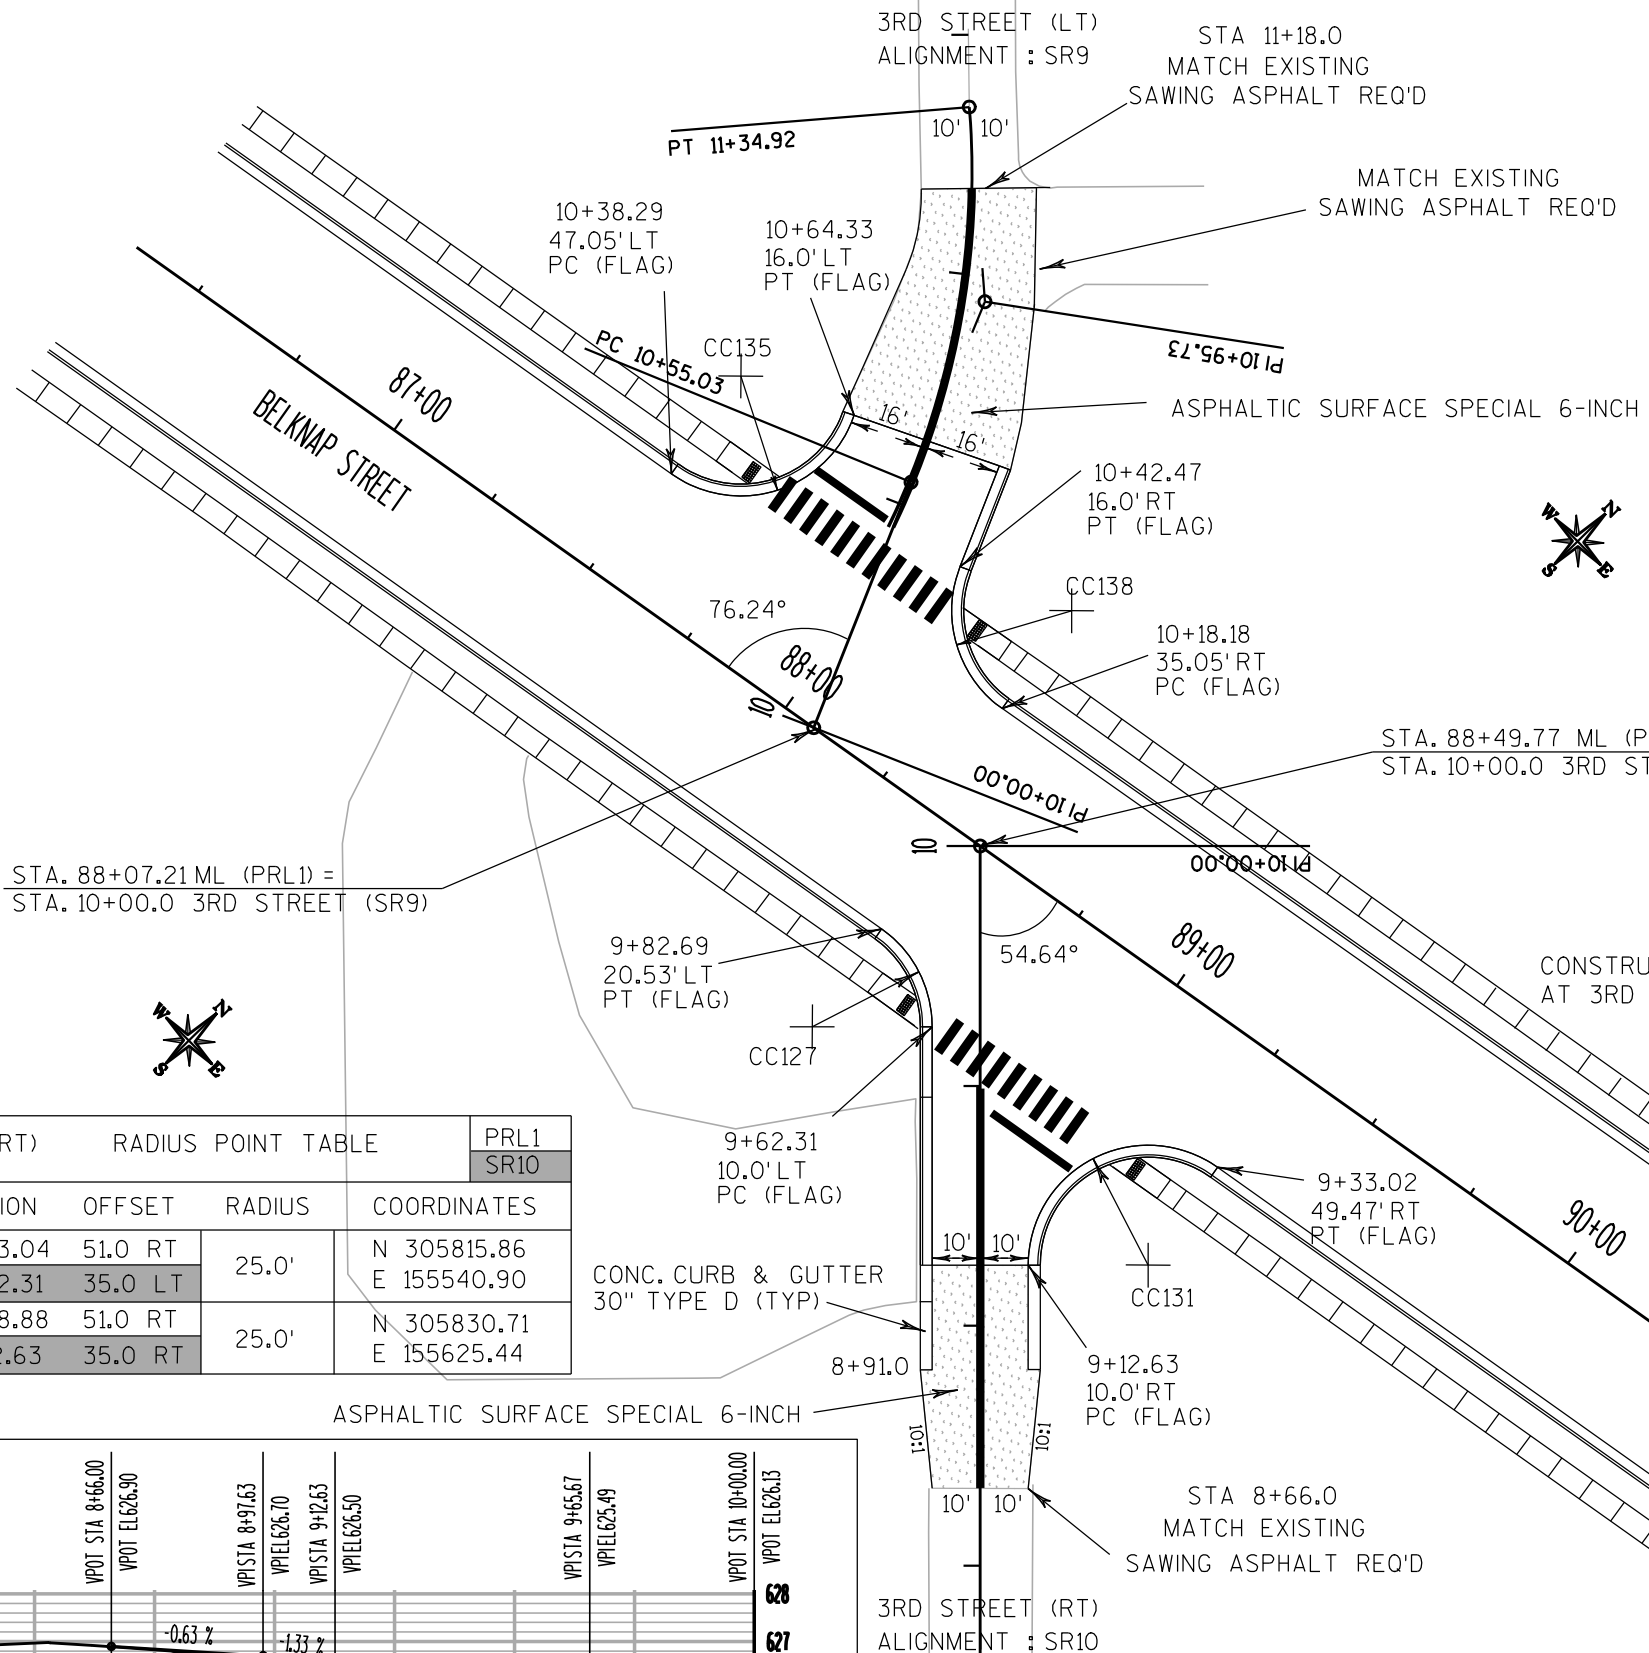 3RD STREET (LT)
ALIGNMENT : SR9
STA 11+18.0
MATCH EXISTING
SAWING ASPHALT REQ'D
PT 11+34.92
10' 10'
MATCH EXISTING
SAWING ASPHALT REQ'D
10+38.29
47.05' LT
PC (FLAG)
10+64.33
16.0' LT
PT (FLAG)
PC 10+55.03
CC135
PI 10+95.73
87+00
BELKNAP STREET
16'
16'
ASPHALTIC SURFACE SPECIAL 6-INCH
10+42.47
16.0' RT
PT (FLAG)
W N
S E
CC138
76.24°
10+18.18
35.05' RT
PC (FLAG)
88+00
10
STA. 88+49.77 ML (P
STA. 10+00.0 3RD ST
PI 10+00.00
10
PI 10+00.00
STA. 88+07.21 ML (PRL1) =
STA. 10+00.0 3RD STREET (SR9)
9+82.69
20.53' LT
PT (FLAG)
54.64°
89+00
CONSTRU
AT 3RD
W N
S E
CC127
9+62.31
10.0' LT
PC (FLAG)
RT) RADIUS POINT TABLE PRL1
SR10
ION OFFSET RADIUS COORDINATES
3.04 51.0 RT 25.0' N 305815.86
2.31 35.0 LT E 155540.90
8.88 51.0 RT 25.0' N 305830.71
2.63 35.0 RT E 155625.44
9+33.02
49.47' RT
PT (FLAG)
90+00
10' 10'
CONC. CURB & GUTTER
30" TYPE D (TYP)
CC131
8+91.0
9+12.63
10.0' RT
PC (FLAG)
ASPHALTIC SURFACE SPECIAL 6-INCH
10:1
10:1
10' 10'
STA 8+66.0
MATCH EXISTING
SAWING ASPHALT REQ'D
VPOT STA 8+66.00
VPOT EL626.90
VPISTA 8+97.63
VPIEL626.70
VPISTA 9+12.63
VPIEL626.50
VPISTA 9+65.67
VPIEL625.49
VPOT STA 10+00.00
VPOT EL626.13
628
627
-0.63 %
-1.33 %
3RD STREET (RT)
ALIGNMENT : SR10